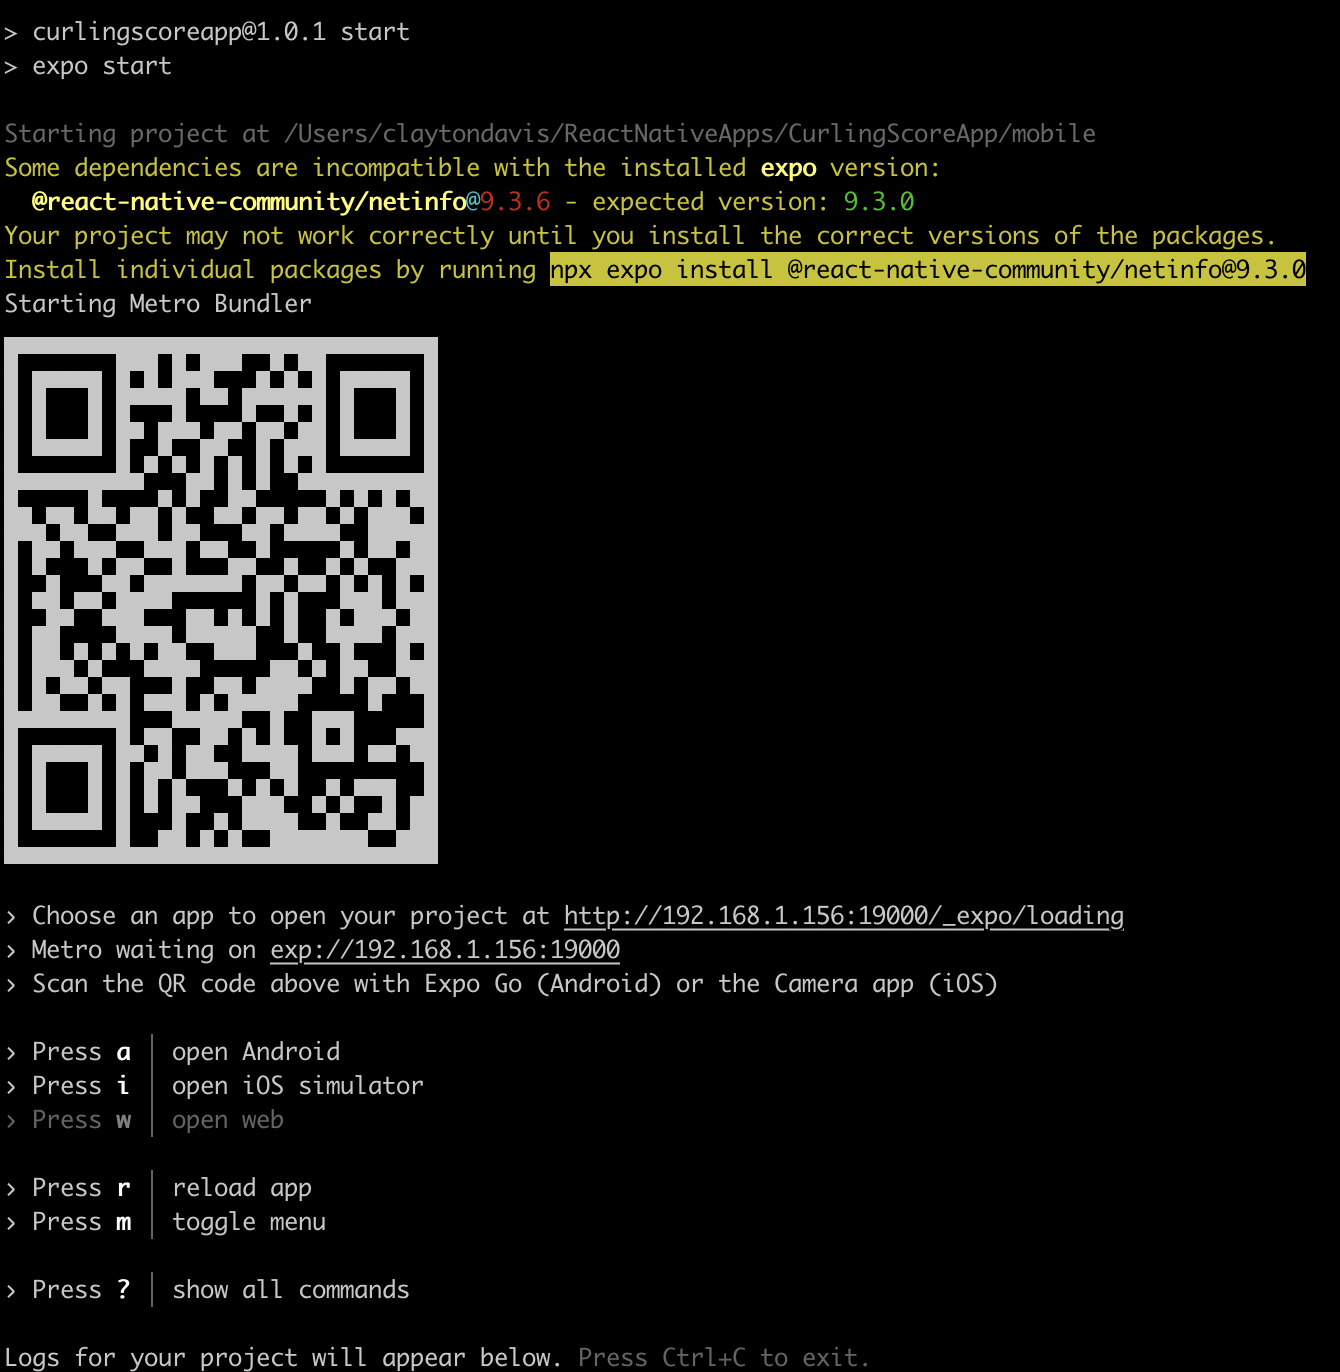 > curlingscoreapp@1.0.1 start
> expo start
Starting project at /Users/claytondavis/ReactNativeApps/CurlingScoreApp/mobile
Some dependencies are incompatible with the installed expo version:
@react-native-community/netinfo@9.3.6 - expected version: 9.3.0
Your project may not work correctly until you install the correct versions of the packages.
Install individual packages by running npx expo install @react-native-community/netinfo@9.3.0
Starting Metro Bundler
› Choose an app to open your project at http://192.168.1.156:19000/_expo/loading
› Metro waiting on exp://192.168.1.156:19000
› Scan the QR code above with Expo Go (Android) or the Camera app (iOS)
› Press a │ open Android
› Press i │ open iOS simulator
› Press w │ open web
› Press r │ reload app
› Press m │ toggle menu
› Press ? │ show all commands
Logs for your project will appear below. Press Ctrl+C to exit.